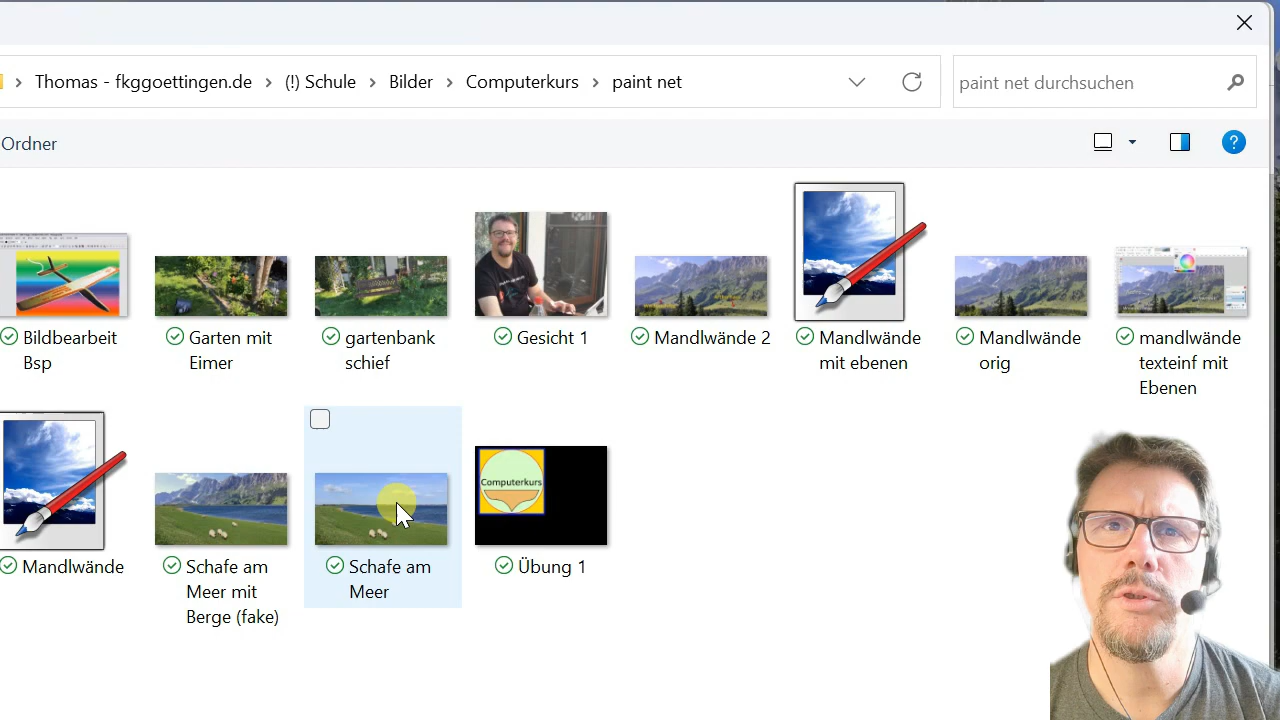 Thomas - fkggoettingen.de > (!) Schule > Bilder > Computerkurs > paint net
paint net durchsuchen
Ordner
?
Bildbearbeit Bsp
Garten mit Eimer
gartenbank schief
Gesicht 1
Mandlwände 2
Mandlwände mit ebenen
Mandlwände orig
mandlwände texteinf mit Ebenen
Computerkurs
Mandlwände
Schafe am Meer mit Berge (fake)
Schafe am Meer
Übung 1